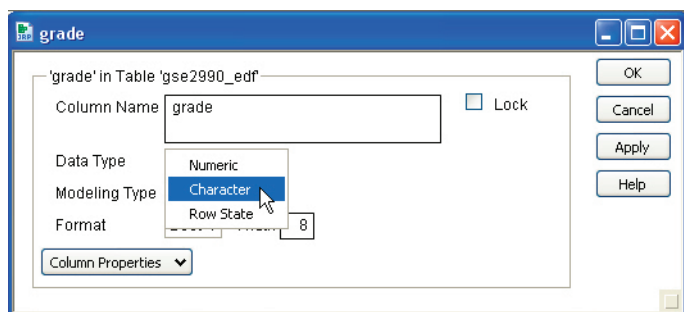 grade
'grade' in Table 'gse2990_edf'
OK
Column Name grade Lock
Cancel
Apply
Data Type Numeric
Help
Modeling Type Character
Row State
Format 8
Column Properties